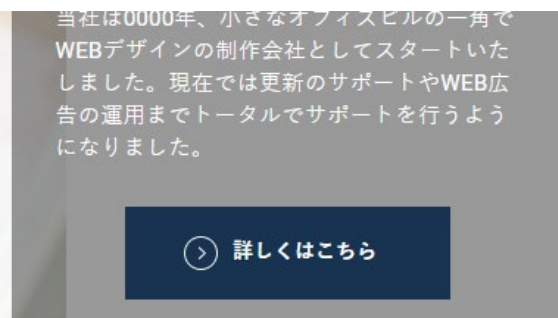 当社は0000年、小さなオフィスビルの一角で
WEBデザインの制作会社としてスタートいた
しました。現在では更新のサポートやWEB広
告の運用までトータルでサポートを行うよう
になりました。
詳しくはこちら